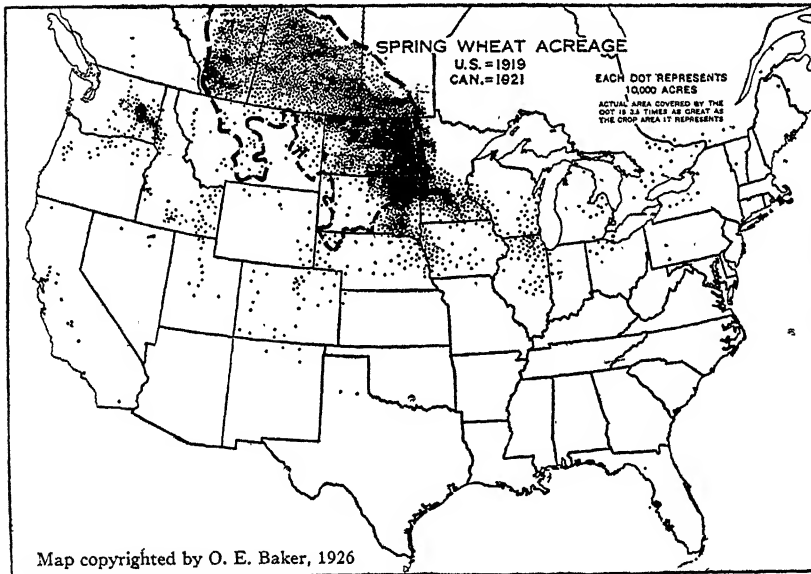 SPRING WHEAT ACREAGE
U.S.=1919
CAN.=1921
EACH DOT REPRESENTS
10,000 ACRES
ACTUAL AREA COVERED BY THE
DOT IS 3.5 TIMES AS GREAT AS
THE CROP AREA IT REPRESENTS
Map copyrighted by O. E. Baker, 1926